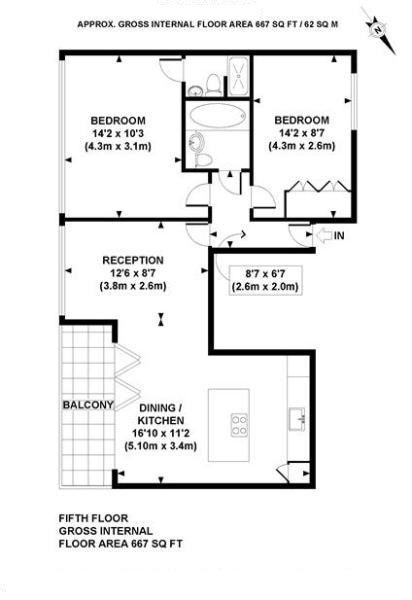 APPROX. GROSS INTERNAL FLOOR AREA 667 SQ FT / 62 SQ M
N
BEDROOM
14'2 x 10'3
(4.3m x 3.1m)
BEDROOM
14'2 x 8'7
(4.3m x 2.6m)
IN
RECEPTION
12'6 x 8'7
(3.8m x 2.6m)
8'7 x 6'7
(2.6m x 2.0m)
BALCONY
DINING /
KITCHEN
16'10 x 11'2
(5.10m x 3.4m)
FIFTH FLOOR
GROSS INTERNAL
FLOOR AREA 667 SQ FT